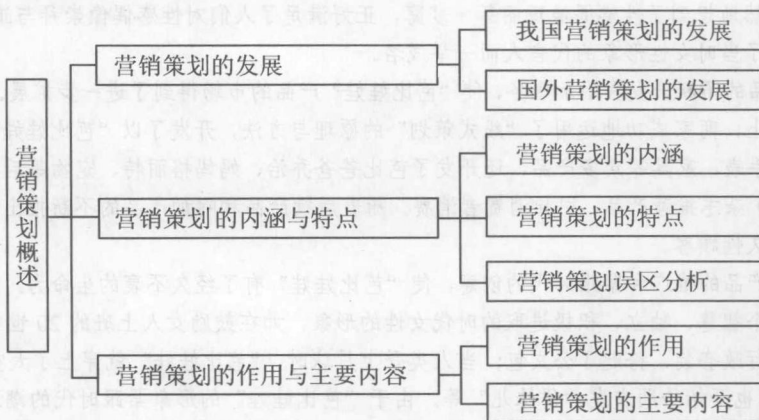 营销策划概述
营销策划的发展
我国营销策划的发展
国外营销策划的发展
营销策划的内涵与特点
营销策划的内涵
营销策划的特点
营销策划误区分析
营销策划的作用与主要内容
营销策划的作用
营销策划的主要内容